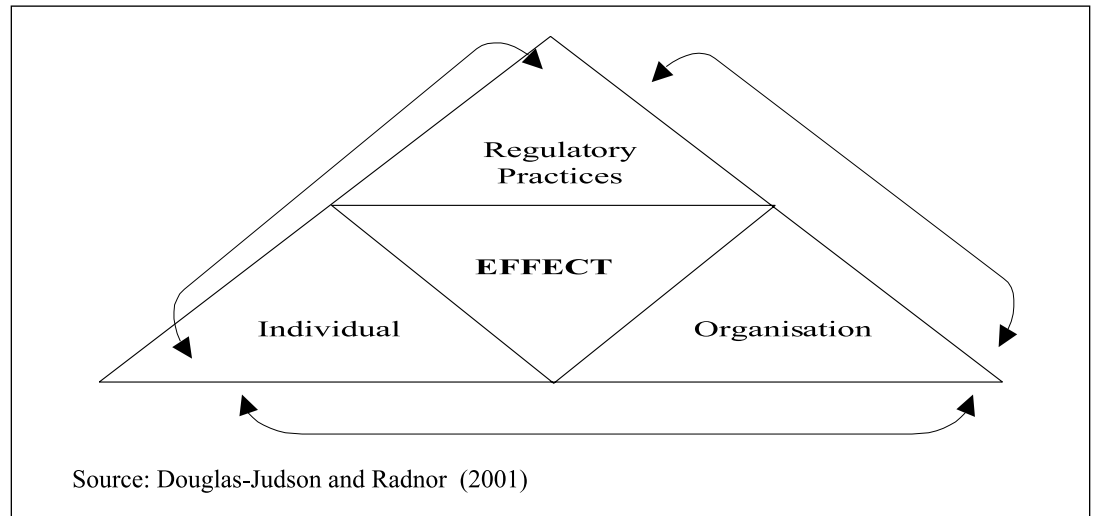 Regulatory
Practices
EFFECT
Individual
Organisation
Source: Douglas-Judson and Radnor (2001)